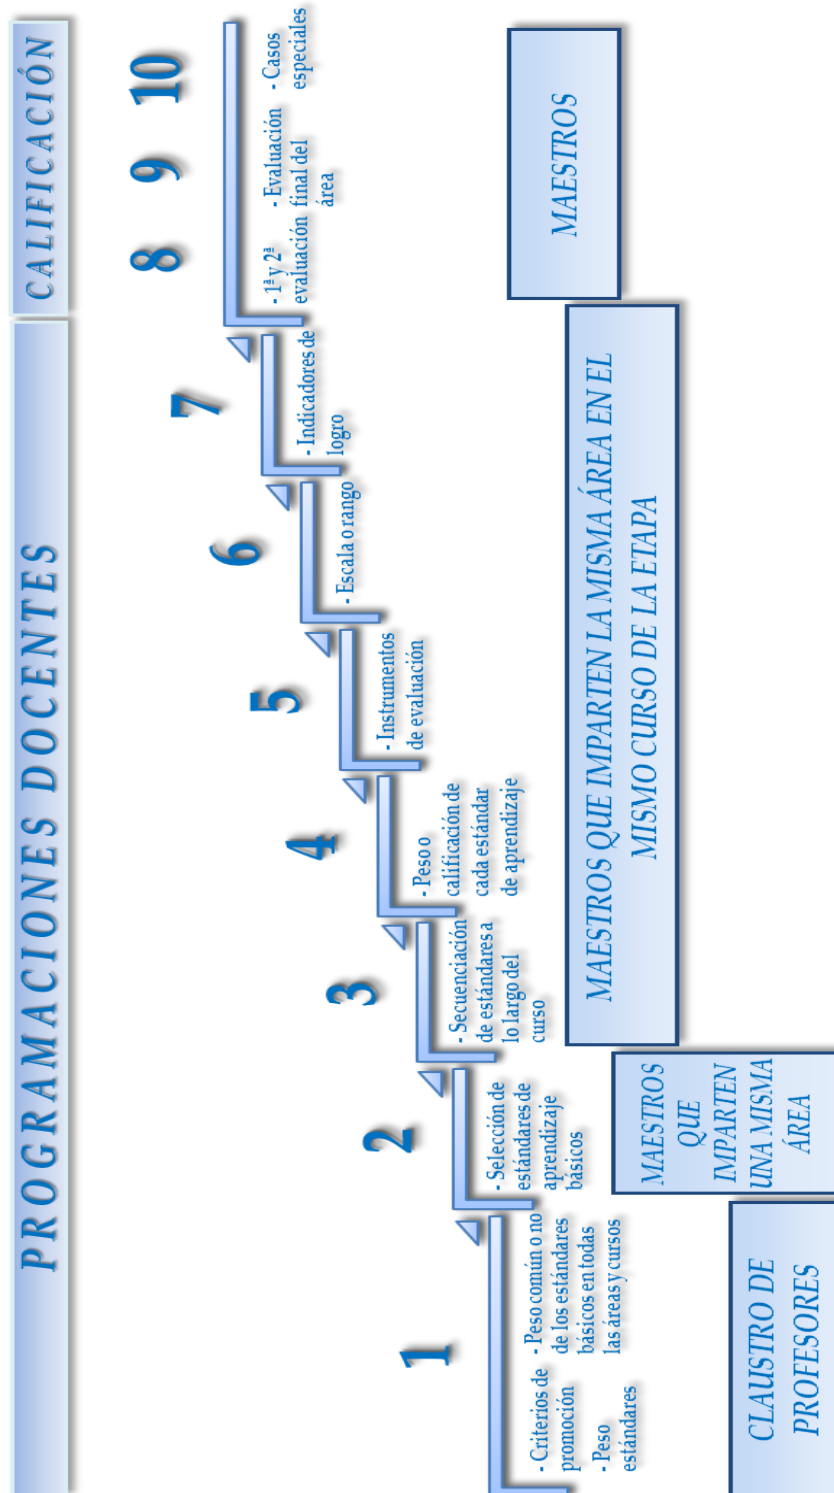 PROGRAMACIONES DOCENTES
CALIFICACIÓN
1
- Criterios de
promoción
- Peso
estándares
- Peso común o no
de los estándares
básicos en todas
las áreas y cursos
2
- Selección de
estándares de
aprendizaje
básicos
3
- Secuenciación
de estándares a
lo largo del
curso
4
- Peso o
calificación de
cada estándar
de aprendizaje
5
- Instrumentos
de evaluación
6
- Escala o rango
7
- Indicadores de
logro
8
- 1ª y 2ª
evaluación
9
- Evaluación
final del
área
10
- Casos
especiales
CLAUSTRO DE
PROFESORES
MAESTROS
QUE
IMPARTEN
UNA MISMA
ÁREA
MAESTROS QUE IMPARTEN LA MISMA ÁREA EN EL
MISMO CURSO DE LA ETAPA
MAESTROS